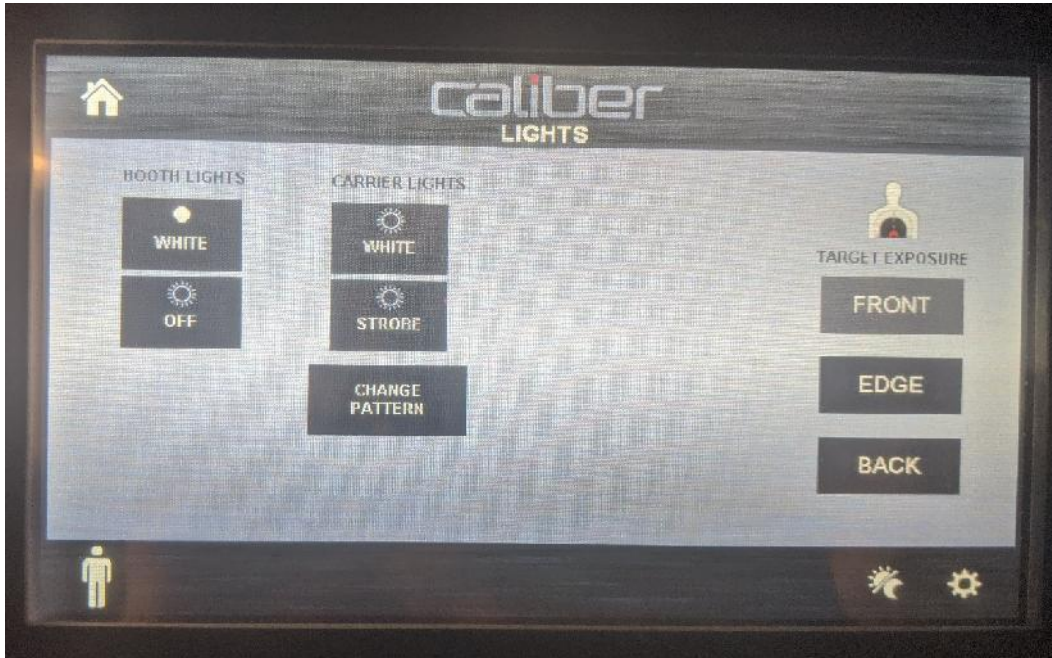 caliber
LIGHTS
BOOTH LIGHTS
WHITE
OFF
CARRIER LIGHTS
WHITE
STROBE
CHANGE
PATTERN
TARGET EXPOSURE
FRONT
EDGE
BACK